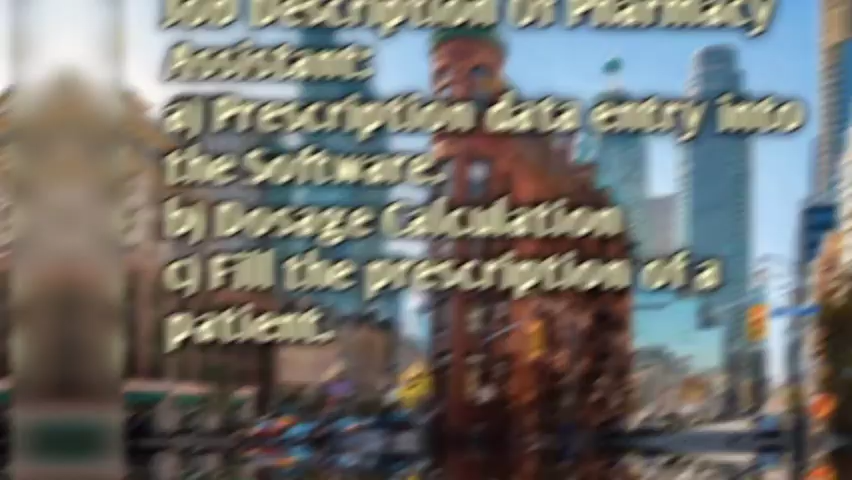 Job Description of Pharmacy
Assistant:
a) Prescription data entry into
the Software.
b) Dosage Calculation
c) Fill the prescription of a
patient.